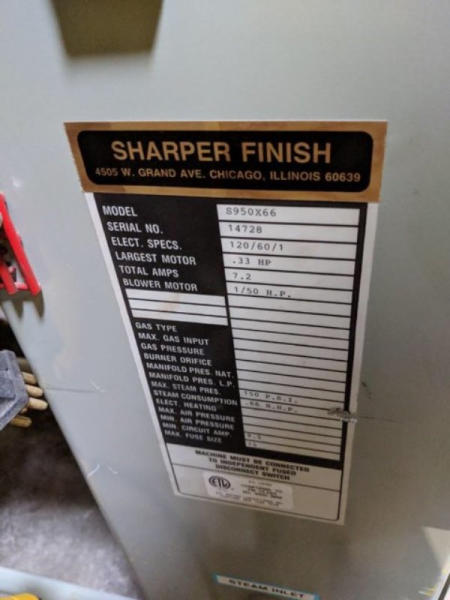 SHARPER FINISH
4505 W. GRAND AVE. CHICAGO, ILLINOIS 60639
MODEL S950X66
SERIAL NO. 14728
ELECT. SPECS. 120/60/1
LARGEST MOTOR .33 HP
TOTAL AMPS 7.2
BLOWER MOTOR 1/50 H.P.
GAS TYPE
MAX. GAS INPUT
GAS PRESSURE
BURNER ORIFICE
MANIFOLD PRES. NAT.
MANIFOLD PRES. L.P.
MAX. STEAM PRES. 150 P.S.I.
STEAM CONSUMPTION .66 B.H.P.
ELECT. HEATING
MAX. AIR PRESSURE
MIN. AIR PRESSURE
MIN. CIRCUIT AMP.
MAX. FUSE SIZE
MACHINE MUST BE CONNECTED
TO INDEPENDENT FUSED
DISCONNECT SWITCH
STEAM INLET